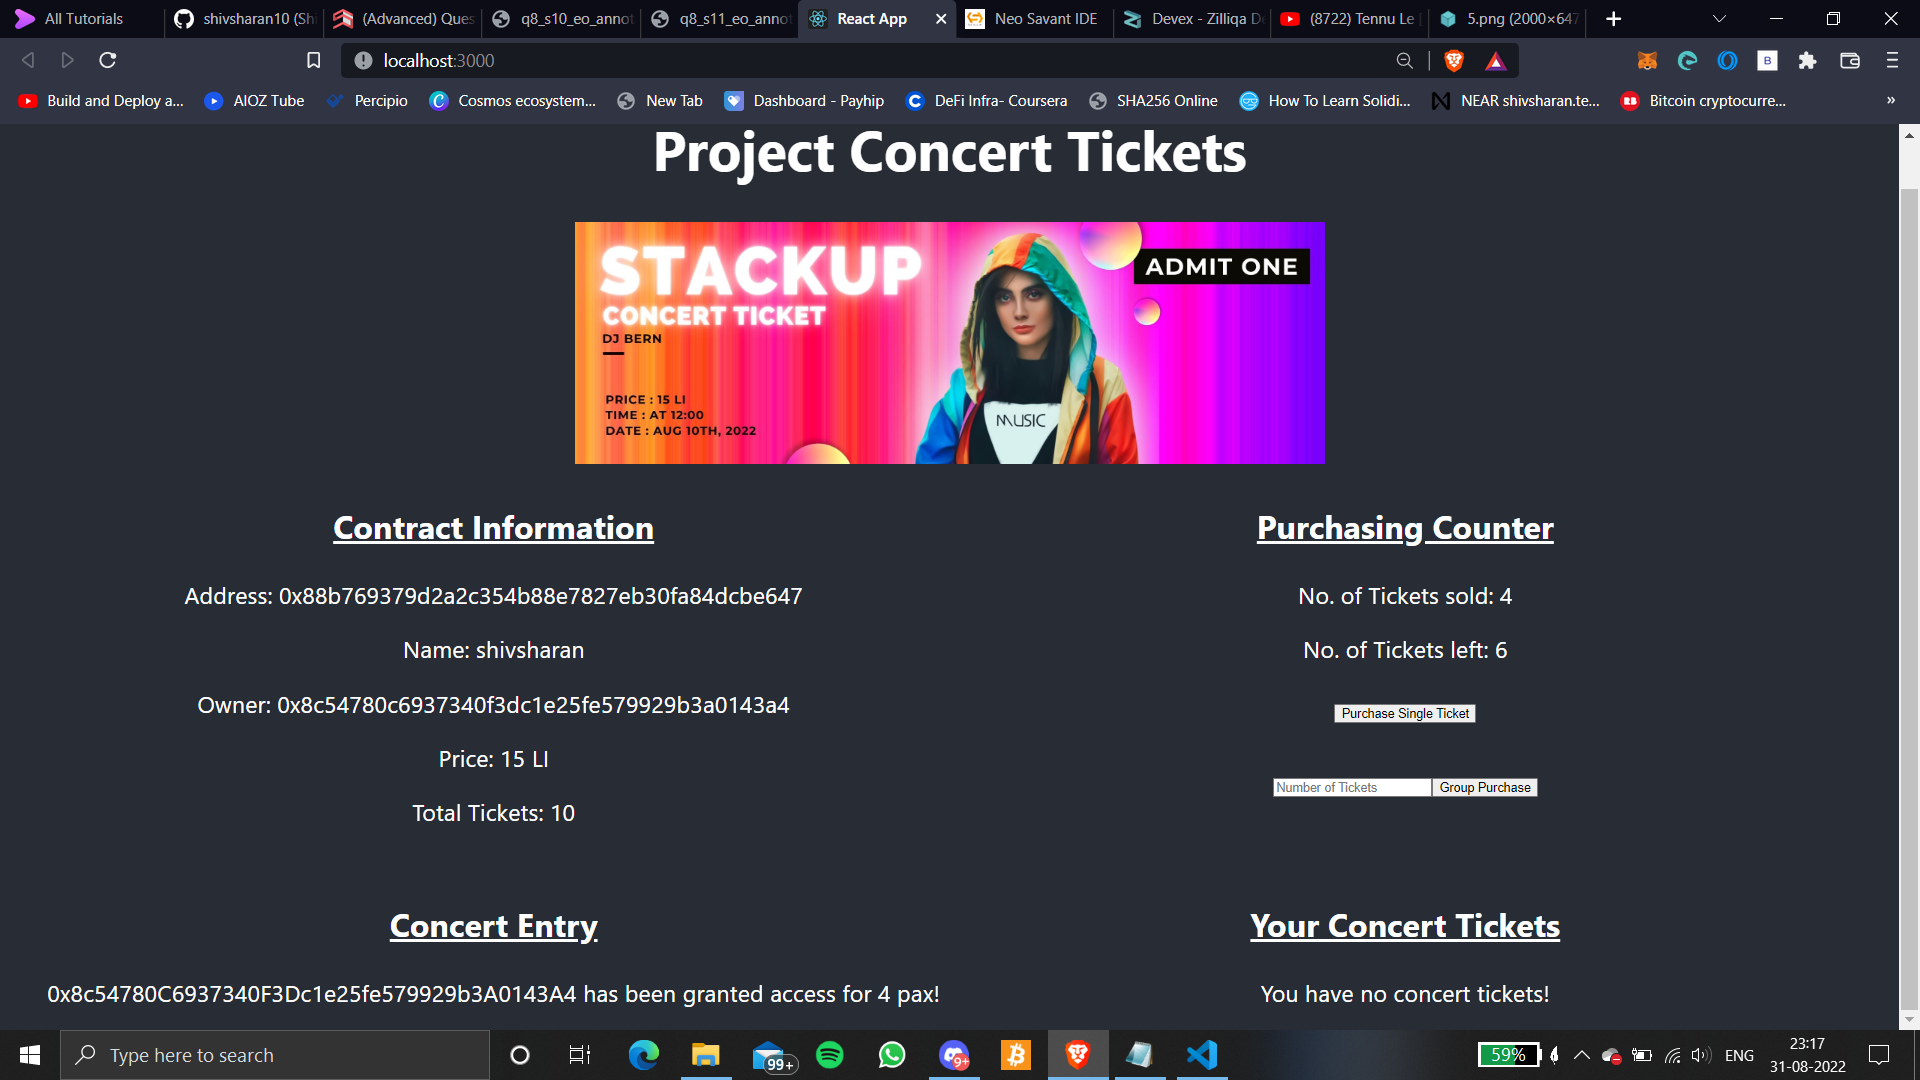 All Tutorials
shivsharan10 (Shi
(Advanced) Ques
q8_s10_eo_annot
q8_s11_eo_annot
React App
Neo Savant IDE
Devex - Zilliqa De
(8722) Tennu Le
5.png (2000×647
localhost:3000
Build and Deploy a...
AIOZ Tube
Percipio
Cosmos ecosystem...
New Tab
Dashboard - Payhip
DeFi Infra- Coursera
SHA256 Online
How To Learn Solidi...
NEAR shivsharan.te...
Bitcoin cryptocurre...
»
Project Concert Tickets
STACKUP
CONCERT TICKET
DJ BERN
PRICE : 15 LI
TIME : AT 12:00
DATE : AUG 10TH, 2022
ADMIT ONE
MUSIC
Contract Information
Address: 0x88b769379d2a2c354b88e7827eb30fa84dcbe647
Name: shivsharan
Owner: 0x8c54780c6937340f3dc1e25fe579929b3a0143a4
Price: 15 LI
Total Tickets: 10
Purchasing Counter
No. of Tickets sold: 4
No. of Tickets left: 6
Purchase Single Ticket
Number of Tickets
Group Purchase
Concert Entry
0x8c54780C6937340F3Dc1e25fe579929b3A0143A4 has been granted access for 4 pax!
Your Concert Tickets
You have no concert tickets!
Type here to search
99+
9+
59%
ENG
23:17
31-08-2022